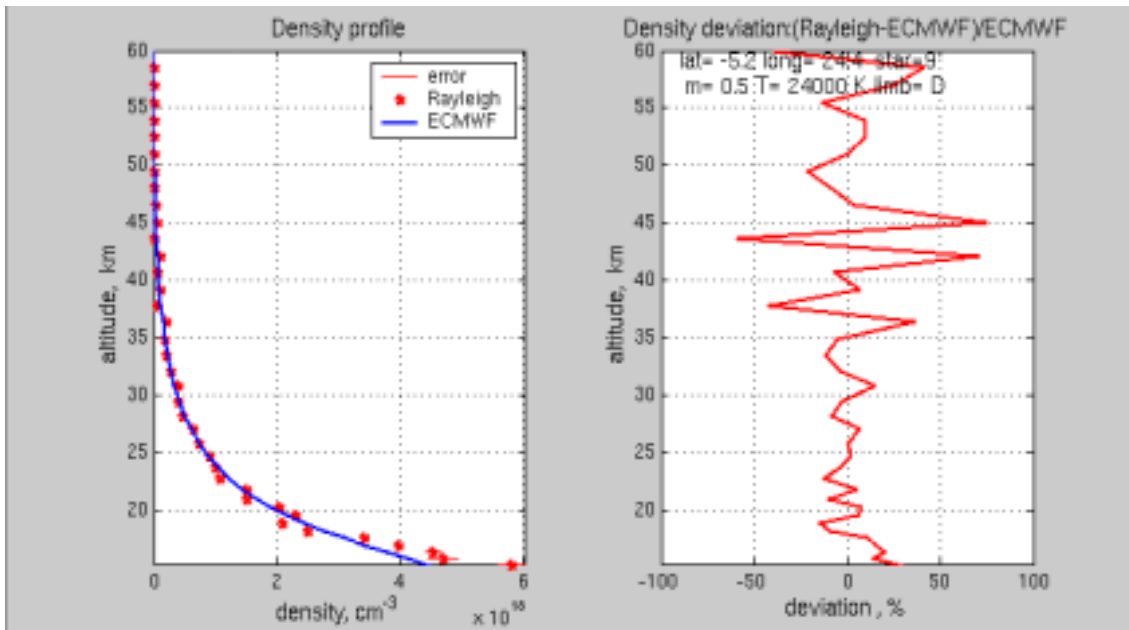 Density profile
60
55
50
45
40
35
30
25
20
altitude, km
error
Rayleigh
ECMWF
0 2 4 6
density, cm-3
Density deviation:(Rayleigh-ECMWF)/ECMWF
lat= -5.2 long= 24.4 star=9
m= 0.5 T= 24000 K limb= D
60
55
50
45
40
35
30
25
20
altitude, km
-100 -50 0 50 100
deviation , %